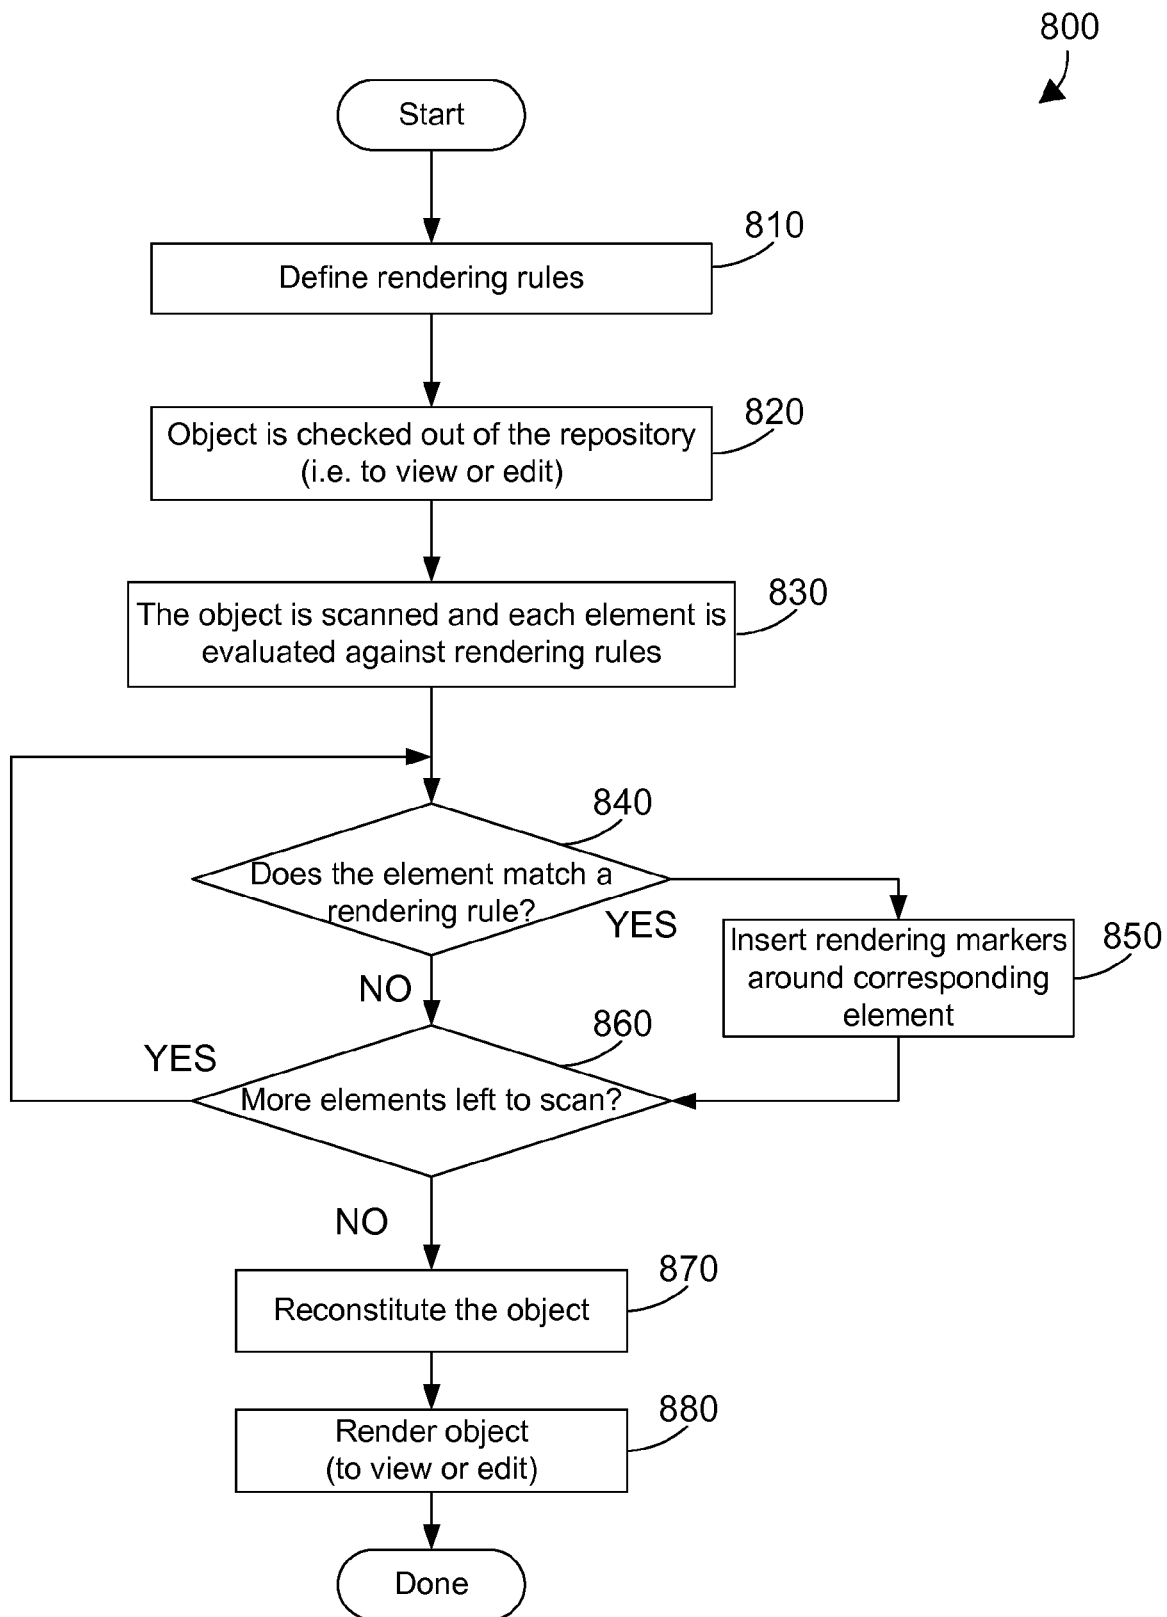 800
Start
810
Define rendering rules
820
Object is checked out of the repository
(i.e. to view or edit)
830
The object is scanned and each element is
evaluated against rendering rules
840
Does the element match a
rendering rule?
YES
850
Insert rendering markers
around corresponding
element
NO
860
YES
More elements left to scan?
NO
870
Reconstitute the object
880
Render object
(to view or edit)
Done